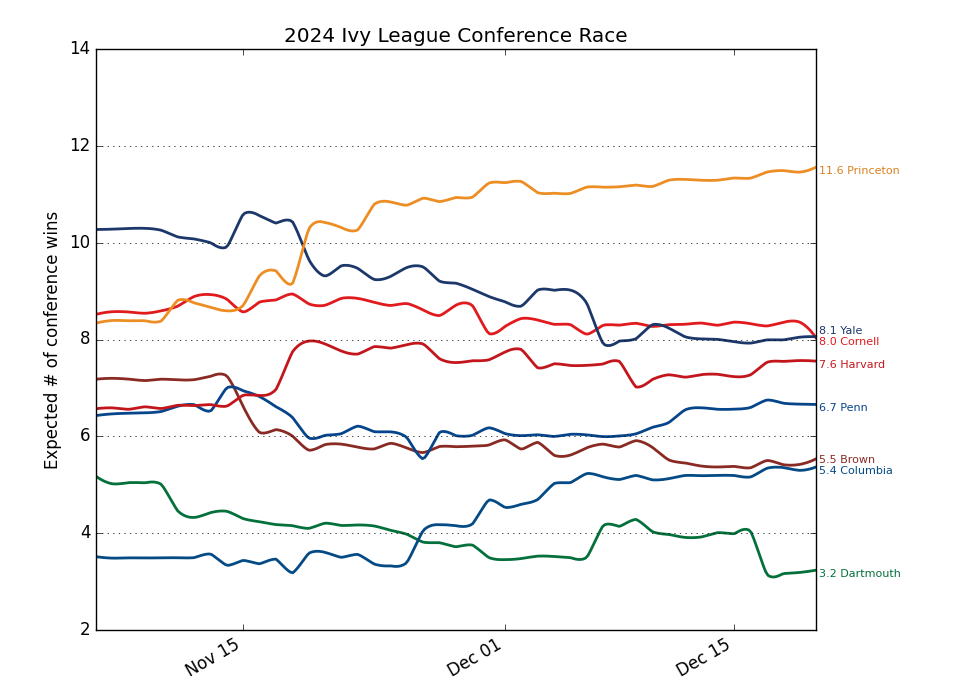 2024 Ivy League Conference Race
Expected # of conference wins
14
12
10
8
6
4
2
11.6 Princeton
8.1 Yale
8.0 Cornell
7.6 Harvard
6.7 Penn
5.5 Brown
5.4 Columbia
3.2 Dartmouth
Nov 15
Dec 01
Dec 15